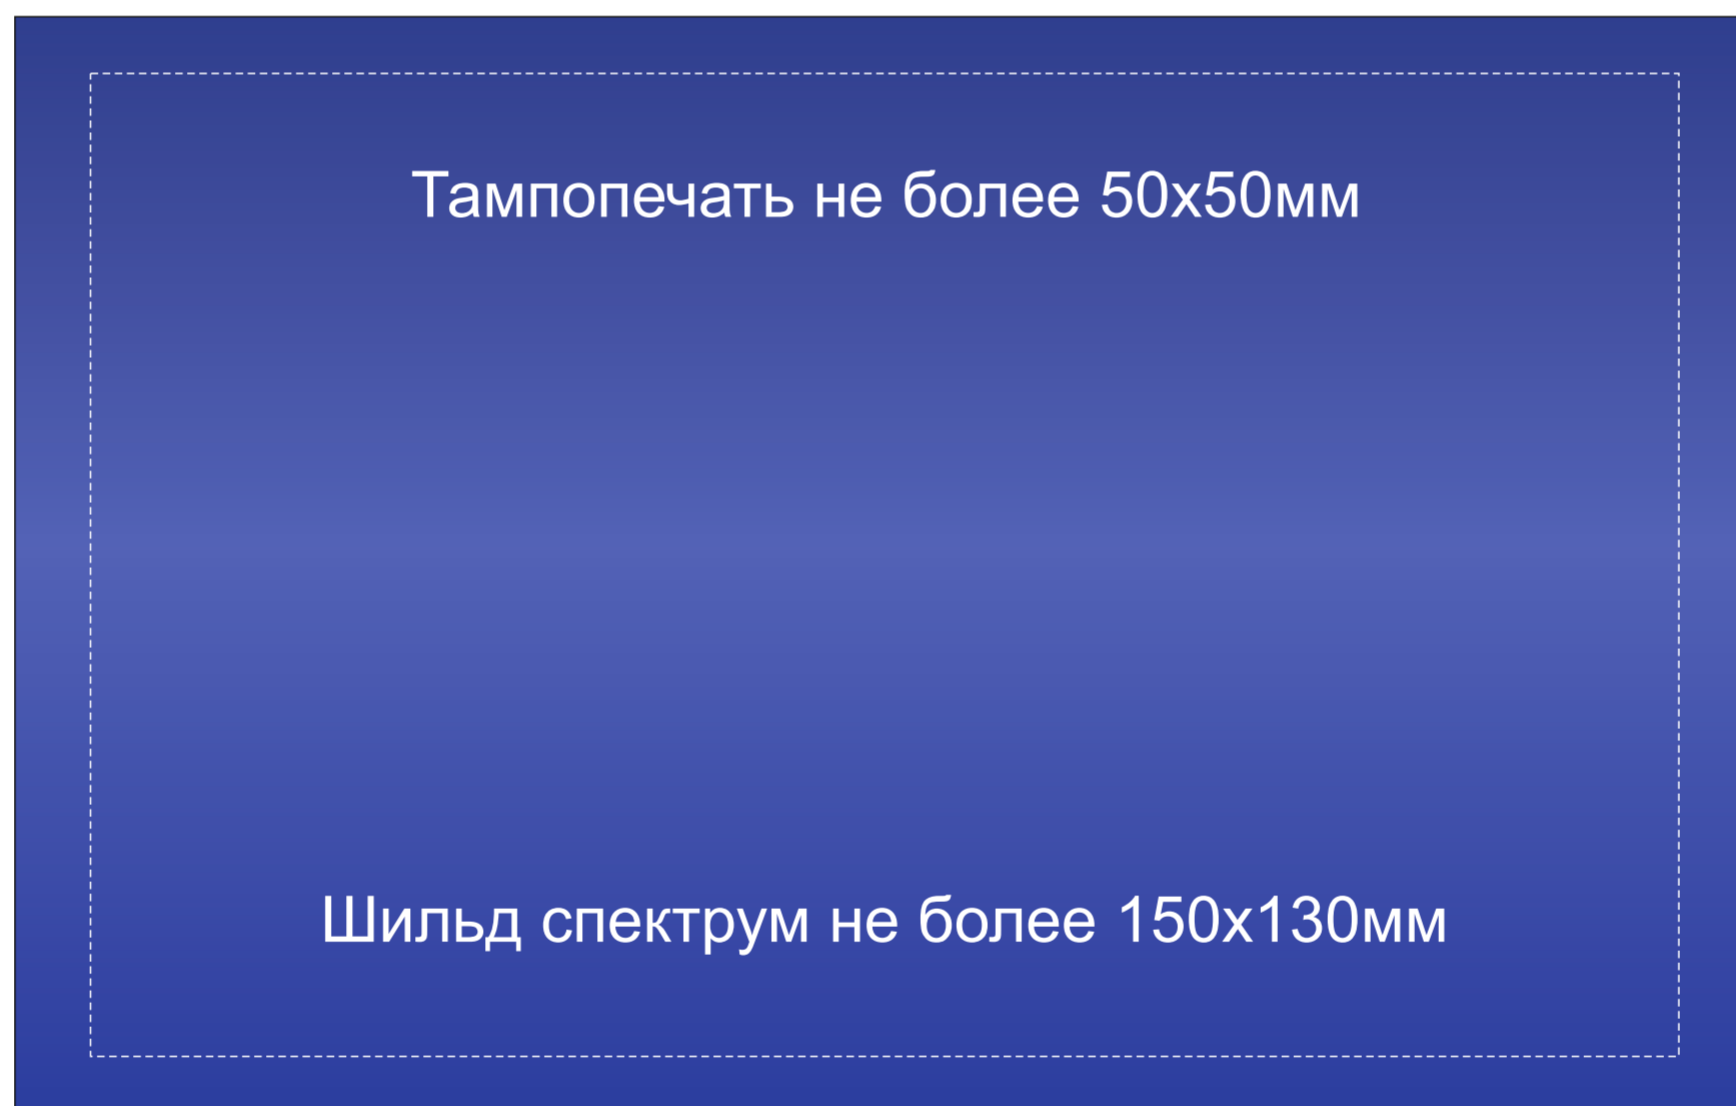 Тампопечать не более 50х50мм
Шильд спектрум не более 150х130мм